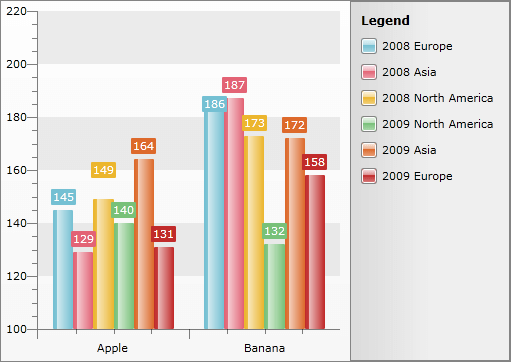 220
200
180
160
140
120
100
145
129
149
140
164
131
186
187
173
132
172
158
Apple
Banana
Legend
2008 Europe
2008 Asia
2008 North America
2009 North America
2009 Asia
2009 Europe